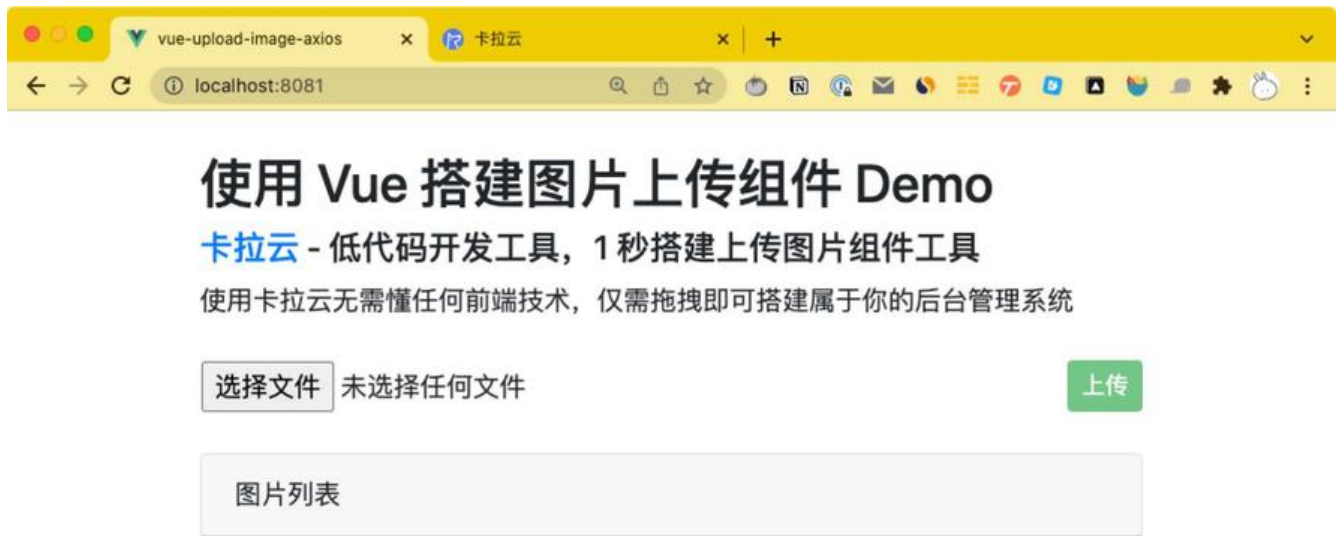 vue-upload-image-axios
卡拉云
localhost:8081
使用 Vue 搭建图片上传组件 Demo
卡拉云 - 低代码开发工具，1 秒搭建上传图片组件工具
使用卡拉云无需懂任何前端技术，仅需拖拽即可搭建属于你的后台管理系统
选择文件 未选择任何文件
上传
图片列表